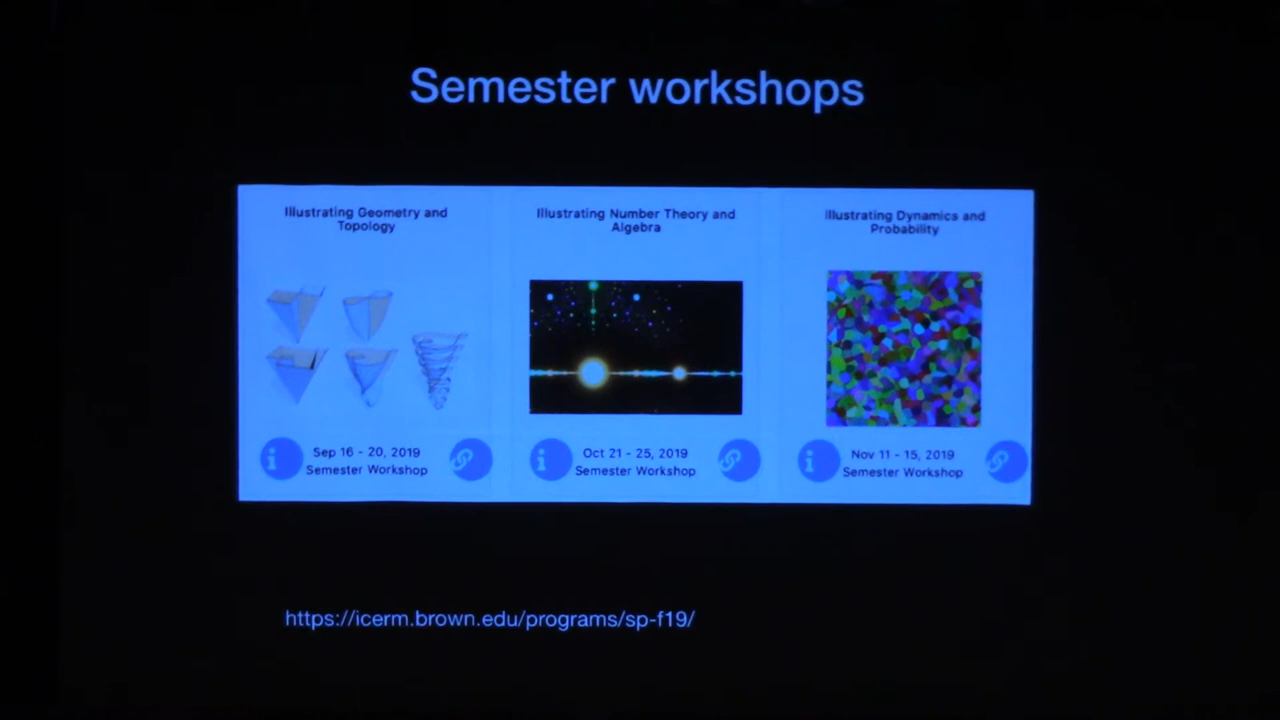 Semester workshops
Illustrating Geometry and
Topology
Illustrating Number Theory and
Algebra
Illustrating Dynamics and
Probability
Sep 16 - 20, 2019
Semester Workshop
Oct 21 - 25, 2019
Semester Workshop
Nov 11 - 15, 2019
Semester Workshop
https://icerm.brown.edu/programs/sp-f19/